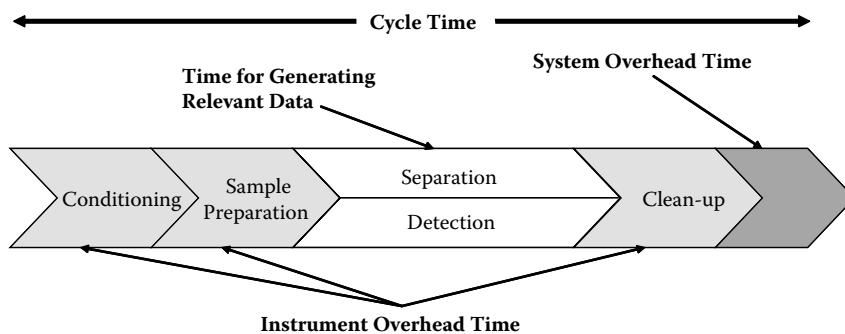 Cycle Time
System Overhead Time
Time for Generating
Relevant Data
Conditioning
Sample
Preparation
Separation
Detection
Clean-up
Instrument Overhead Time